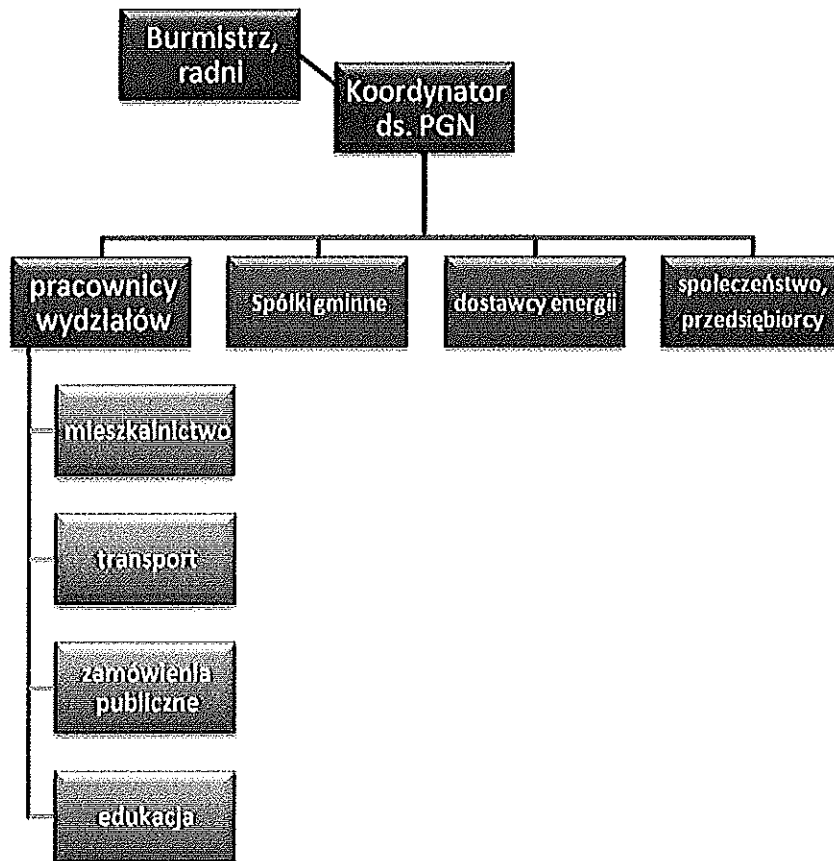 Burmistrz,
radni
Koordynator
ds. PGN
pracownicy
wydziałów
Spółki gminne
dostawcy energii
społeczeństwo,
przedsiębiorcy
mieszkalnictwo
transport
zamówienia
publiczne
edukacja